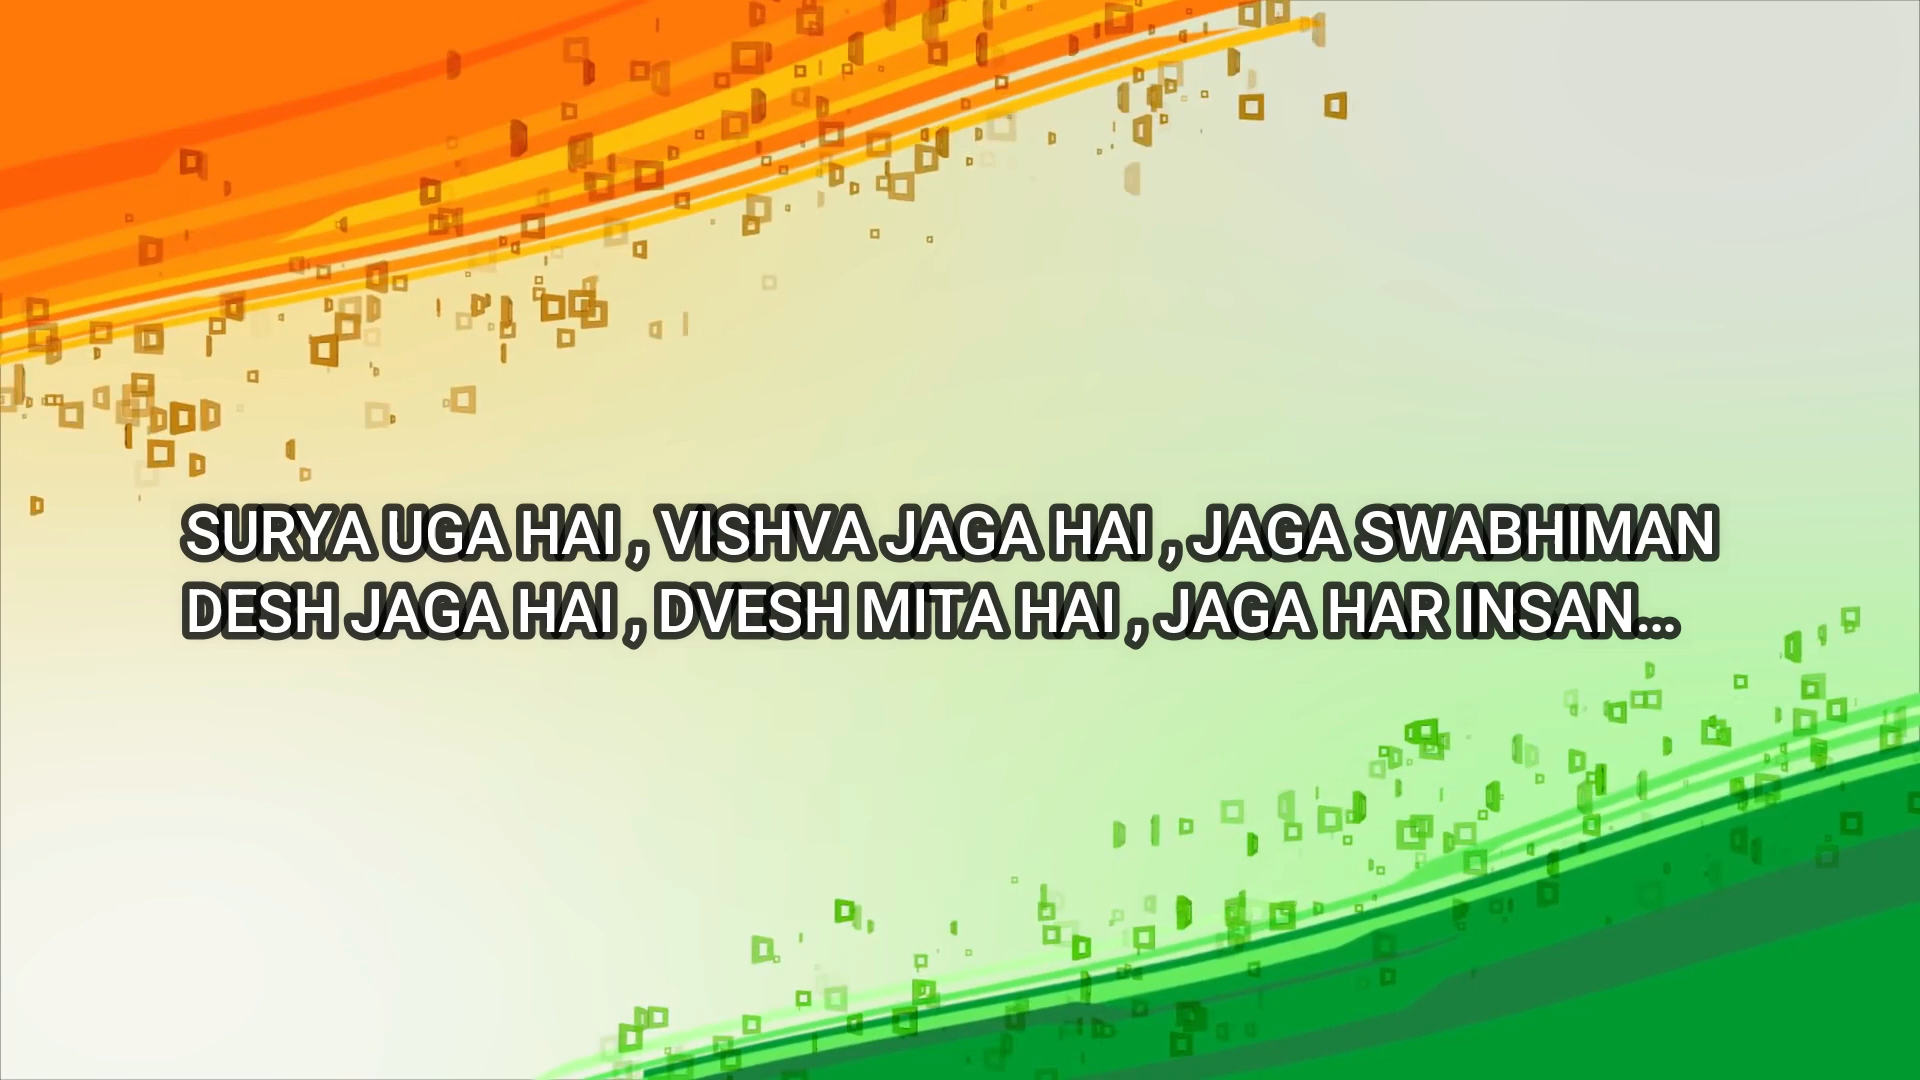 SURYA UGA HAI , VISHVA JAGA HAI , JAGA SWABHIMAN
DESH JAGA HAI , DVESH MITA HAI , JAGA HAR INSAN...